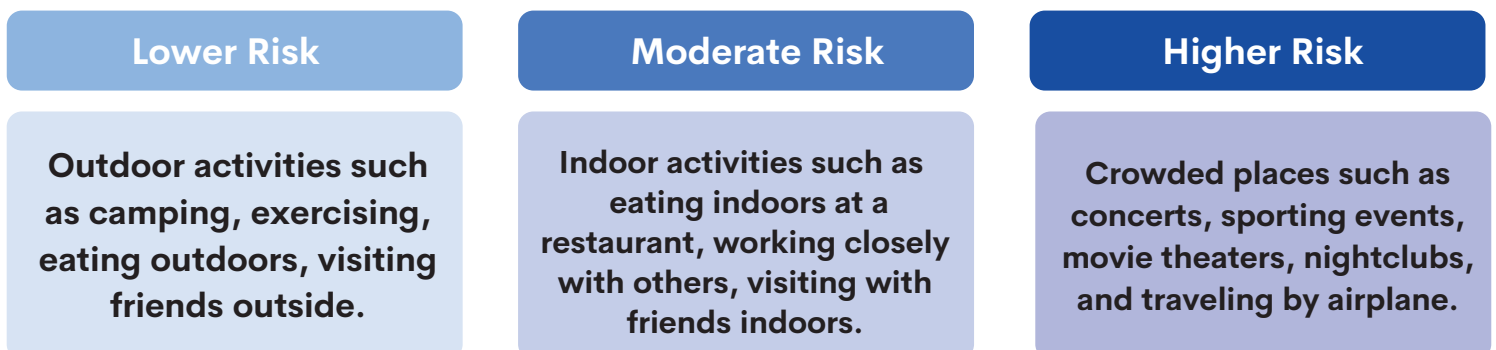 Lower Risk
Outdoor activities such
as camping, exercising,
eating outdoors, visiting
friends outside.
Moderate Risk
Indoor activities such as
eating indoors at a
restaurant, working closely
with others, visiting with
friends indoors.
Higher Risk
Crowded places such as
concerts, sporting events,
movie theaters, nightclubs,
and traveling by airplane.